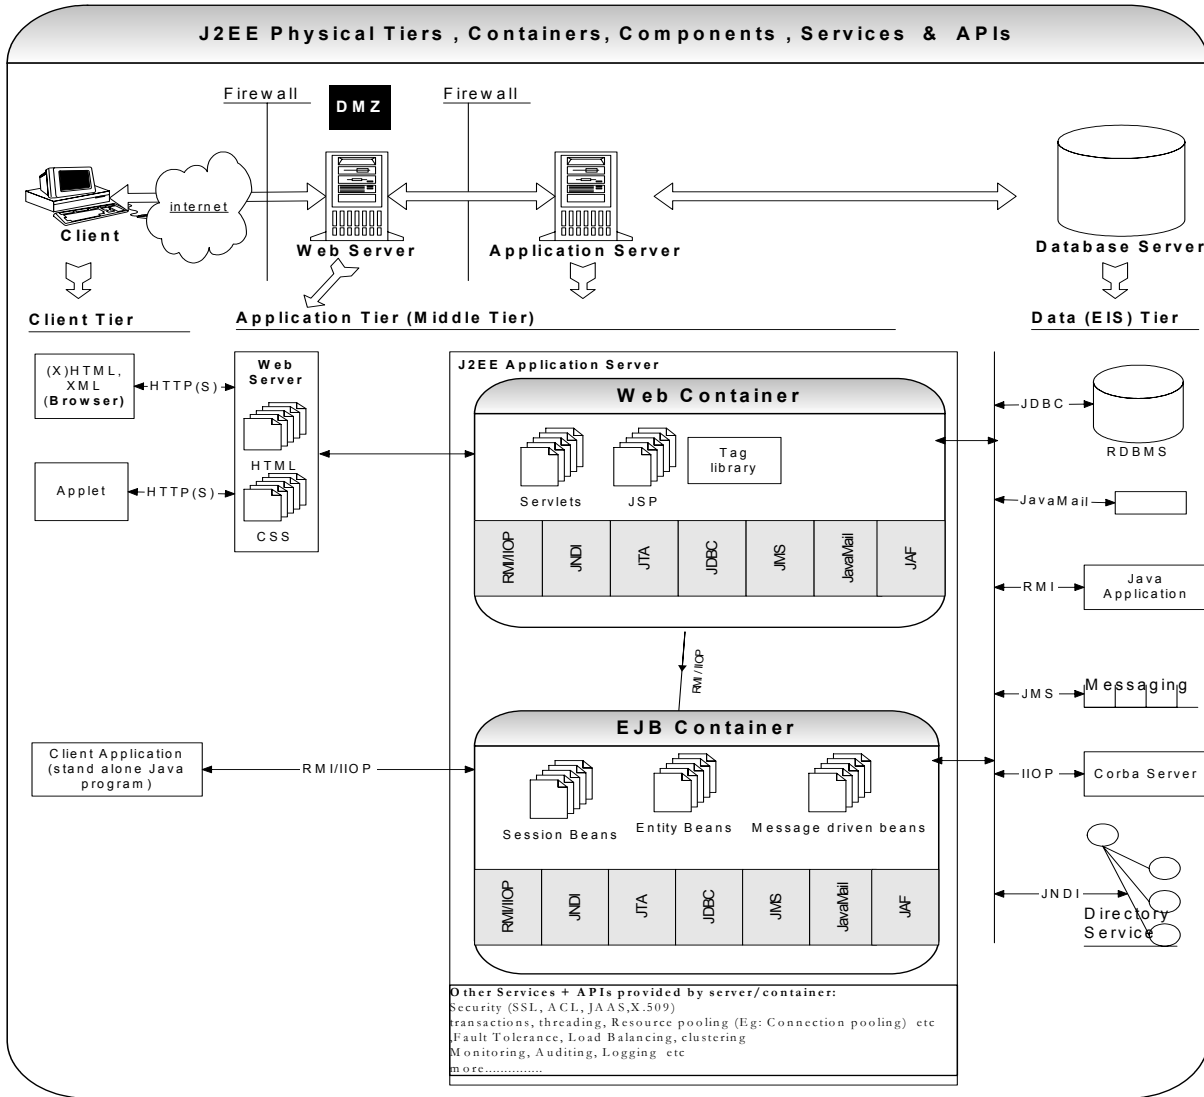 J2EE Physical Tiers , Containers, Components , Services & APIs
Firewall
DMZ
Firewall
internet
Client
Web Server
Application Server
Database Server
Client Tier
Application Tier (Middle Tier)
Data (EIS) Tier
(X)HTML,
XML
(Browser)
HTTP(S)
Web
Server
HTML
CSS
Applet
HTTP(S)
J2EE Application Server
Web Container
Servlets
JSP
Tag
library
RMI/IIOP
JNDI
JTA
JDBC
JMS
JavaMail
JAF
RMI/IIOP
JDBC
RDBMS
JavaMail
RMI
Java
Application
JMS
Messaging
Client Application
(stand alone Java
program)
RMI/IIOP
EJB Container
Session Beans
Entity Beans
Message driven beans
RMI/IIOP
JNDI
JTA
JDBC
JMS
JavaMail
JAF
IIOP
Corba Server
JNDI
Directory
Service
Other Services + APIs provided by server/container:
Security (SSL, ACL, JAAS,X.509)
transactions, threading, Resource pooling (Eg: Connection pooling) etc
,Fault Tolerance, Load Balancing, clustering
Monitoring, Auditing, Logging etc
more...............